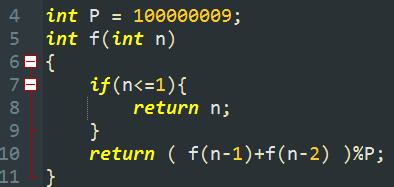 4 int P = 100000009;
5 int f(int n)
6 {
7     if(n<=1){
8         return n;
9     }
10     return ( f(n-1)+f(n-2) )%P;
11 }